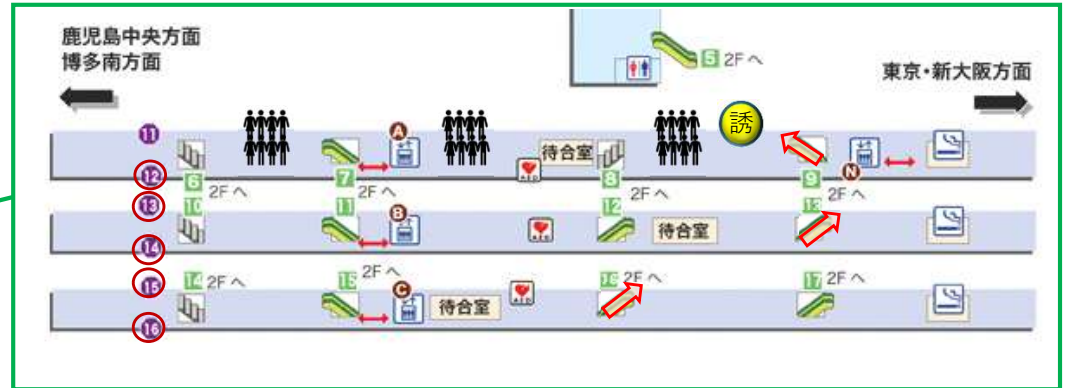 鹿児島中央方面
博多南方面
5 2Fへ
東京・新大阪方面
誘
11
A
待合室
AED
N
12
6 2Fへ
7 2Fへ
8 2Fへ
9 2Fへ
13
10
11
B
12
13
AED
待合室
14
15
14 2Fへ
15 2Fへ
16 2Fへ
17 2Fへ
C
待合室
AED
16